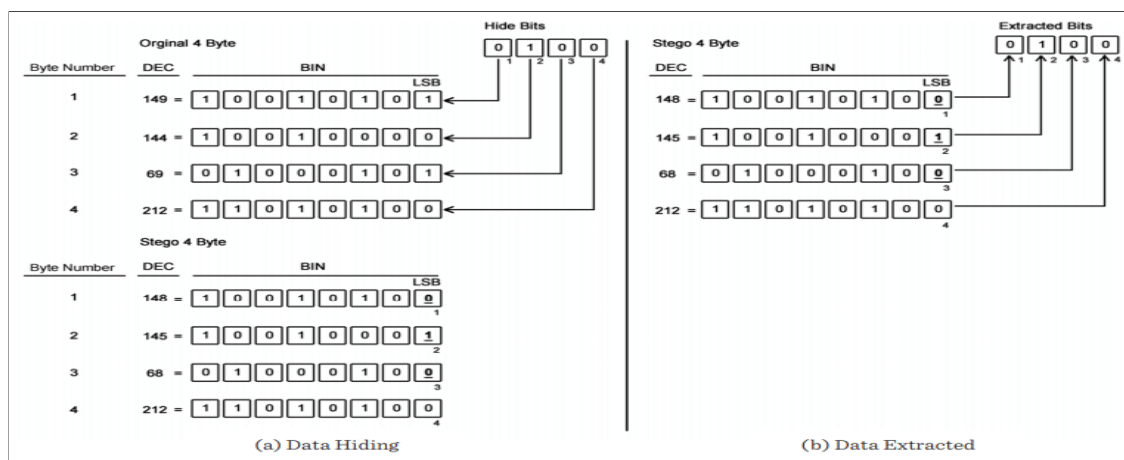 Hide Bits
Orginal 4 Byte
0 1 0 0
1 2 3 4
Byte Number DEC BIN
LSB
1 149 = 1 0 0 1 0 1 0 1
2 144 = 1 0 0 1 0 0 0 0
3 69 = 0 1 0 0 0 1 0 1
4 212 = 1 1 0 1 0 1 0 0
Stego 4 Byte
Byte Number DEC BIN
LSB
1 148 = 1 0 0 1 0 1 0 0
1
2 145 = 1 0 0 1 0 0 0 1
2
3 68 = 0 1 0 0 0 1 0 0
3
4 212 = 1 1 0 1 0 1 0 0
4
(a) Data Hiding
Extracted Bits
Stego 4 Byte
0 1 0 0
1 2 3 4
DEC BIN
LSB
148 = 1 0 0 1 0 1 0 0
1
145 = 1 0 0 1 0 0 0 1
2
68 = 0 1 0 0 0 1 0 0
3
212 = 1 1 0 1 0 1 0 0
4
(b) Data Extracted